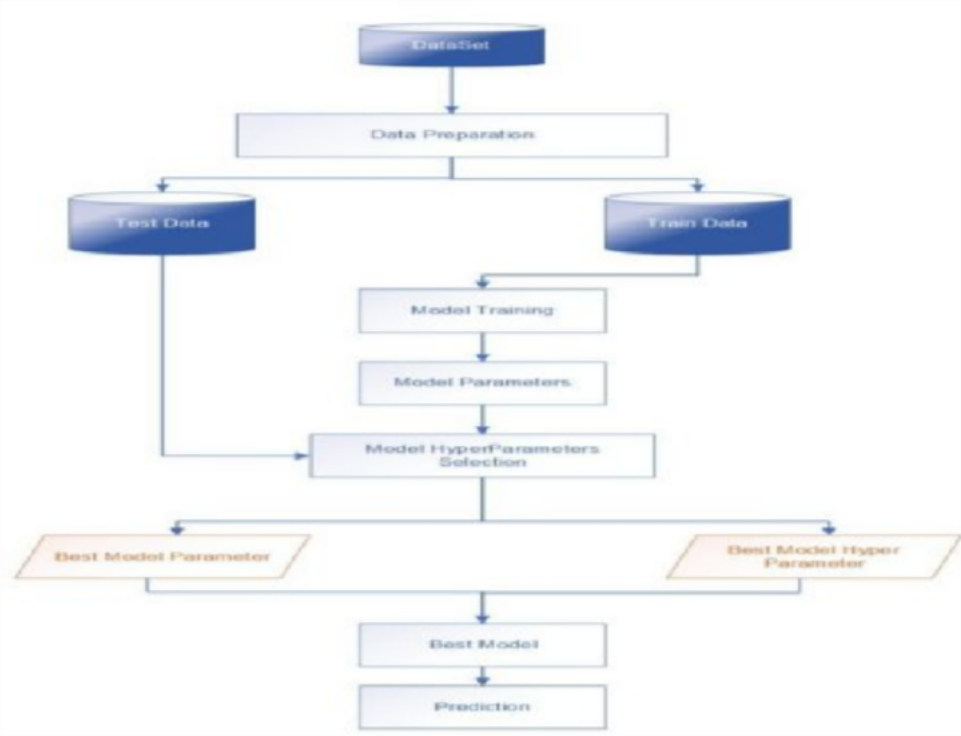 DataSet
Data Preparation
Test Data
Train Data
Model Training
Model Parameters
Model HyperParameters
Selection
Best Model Parameter
Best Model Hyper
Parameter
Best Model
Prediction